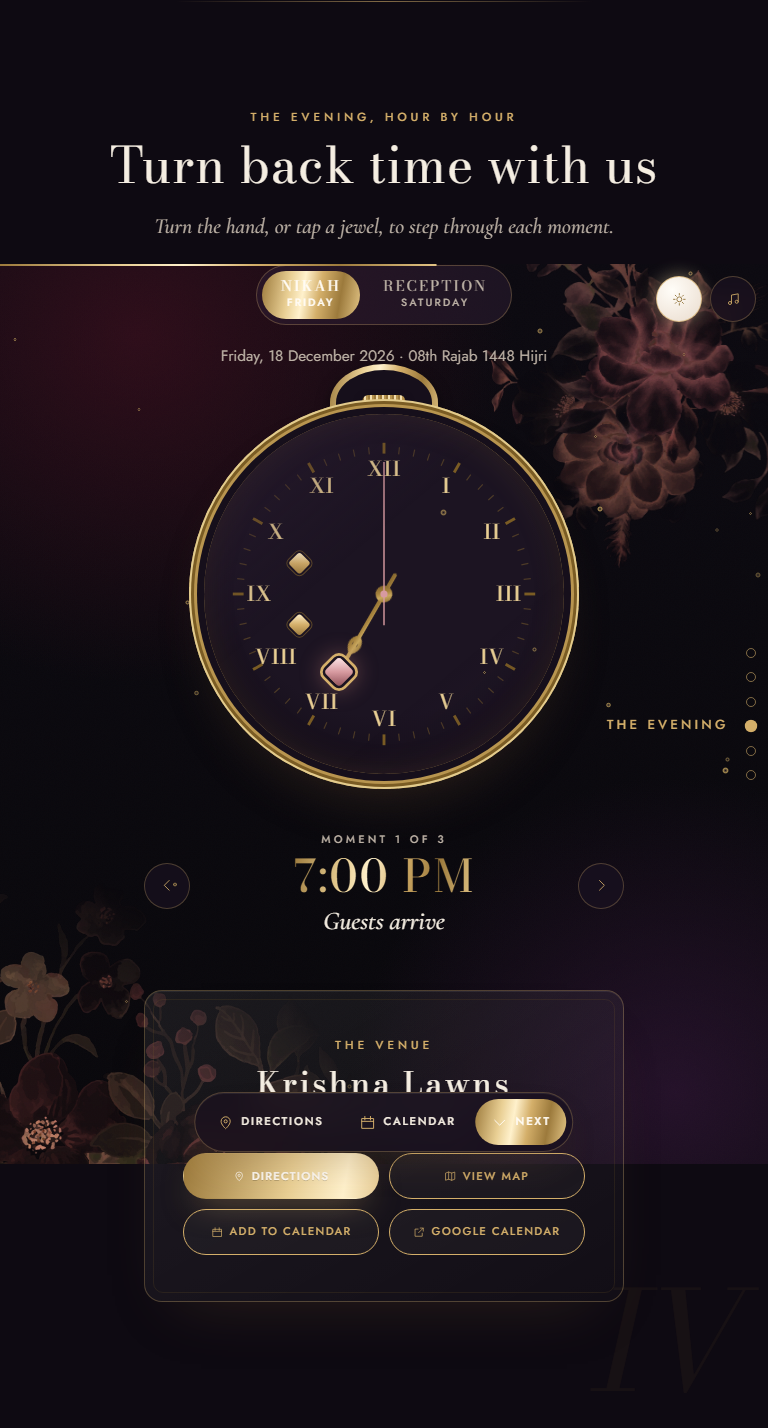 THE EVENING, HOUR BY HOUR
Turn back time with us
Turn the hand, or tap a jewel, to step through each moment.
NIKAH
FRIDAY
RECEPTION
SATURDAY
Friday, 18 December 2026 · 08th Rajab 1448 Hijri
XII
I
II
III
IV
V
VI
VII
VIII
IX
X
XI
THE EVENING
MOMENT 1 OF 3
7:00 PM
Guests arrive
THE VENUE
Krishna Lawns
DIRECTIONS
CALENDAR
NEXT
DIRECTIONS
VIEW MAP
ADD TO CALENDAR
GOOGLE CALENDAR
IV